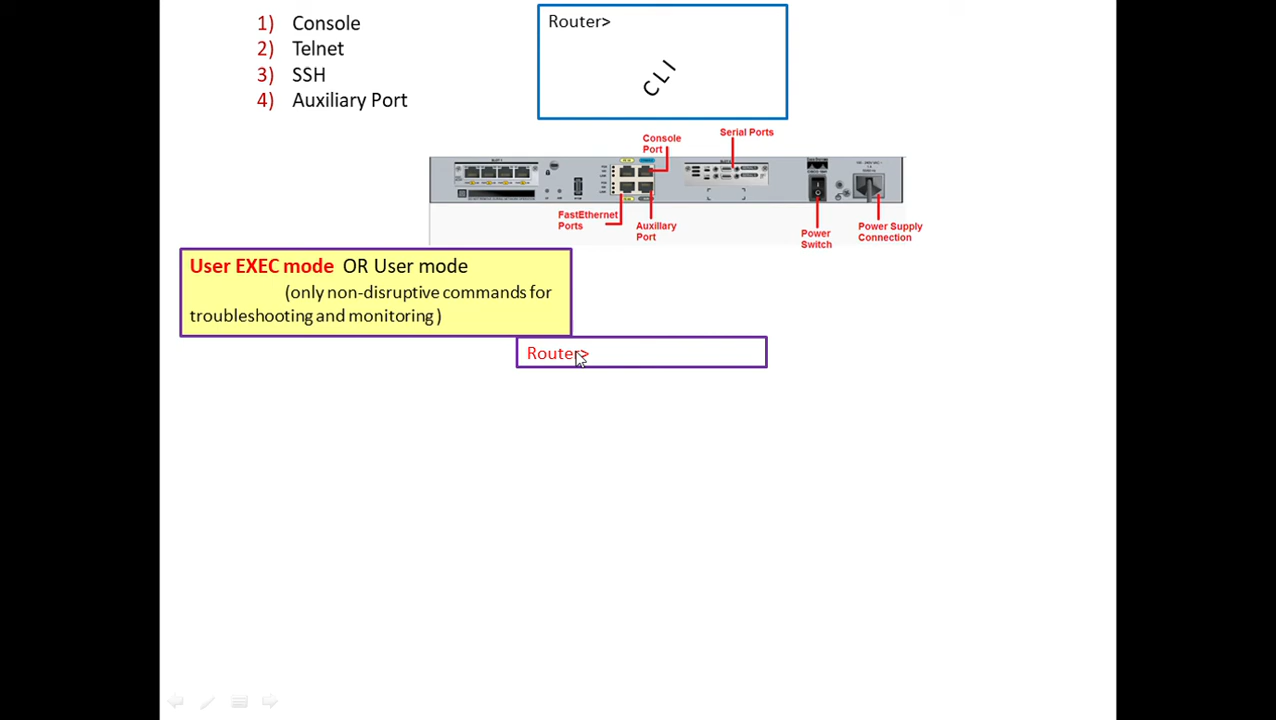 1) Console
2) Telnet
3) SSH
4) Auxiliary Port
Router>
CLI
Console
Port
Serial Ports
FastEthernet
Ports
Auxillary
Port
Power
Switch
Power Supply
Connection
User EXEC mode OR User mode
(only non-disruptive commands for
troubleshooting and monitoring )
Router>